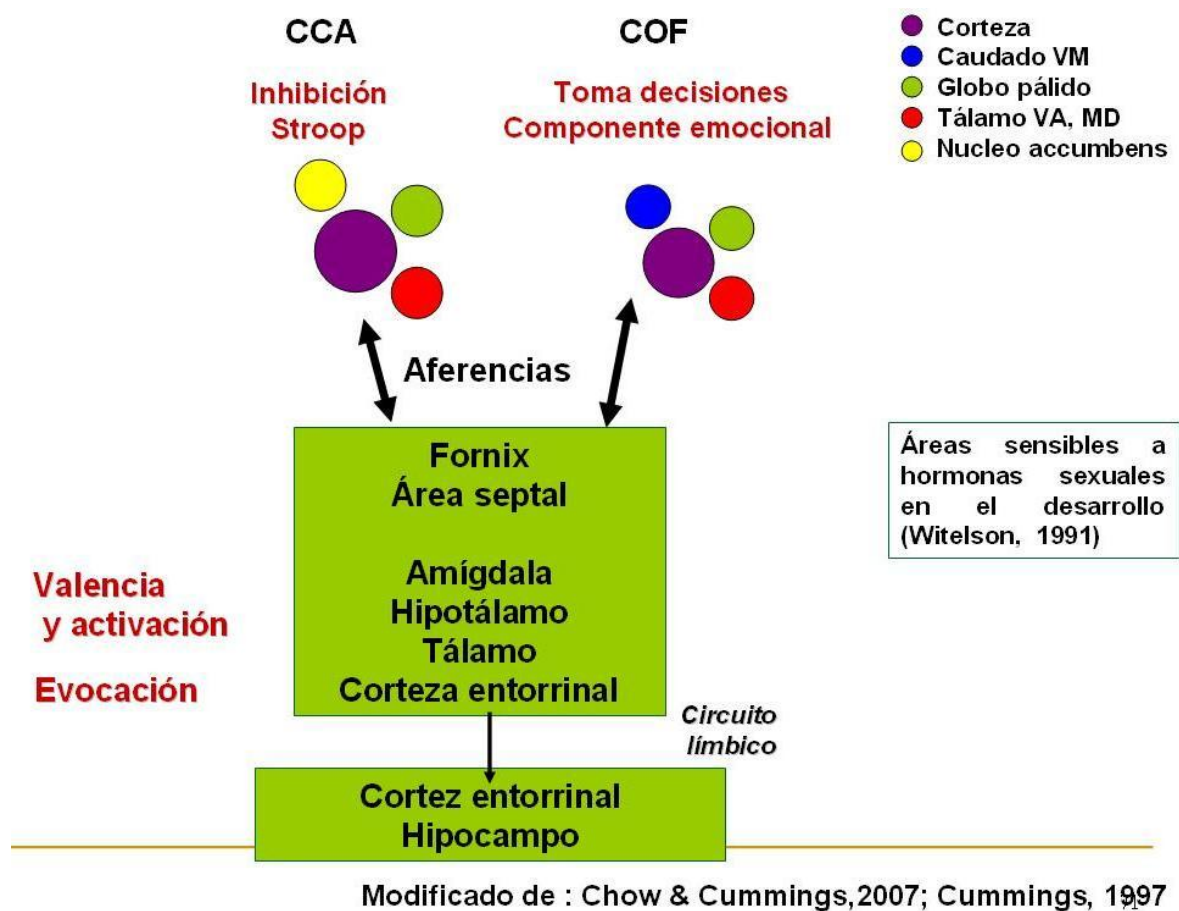 CCA
COF
Inhibición
Stroop
Toma decisiones
Componente emocional
Corteza
Caudado VM
Globo pálido
Tálamo VA, MD
Nucleo accumbens
Aferencias
Fornix
Área septal
Amígdala
Hipotálamo
Tálamo
Corteza entorrinal
Valencia
y activación
Evocación
Áreas sensibles a
hormonas sexuales
en el desarrollo
(Witelson, 1991)
Circuito
límbico
Cortez entorrinal
Hipocampo
Modificado de : Chow & Cummings,2007; Cummings, 1997